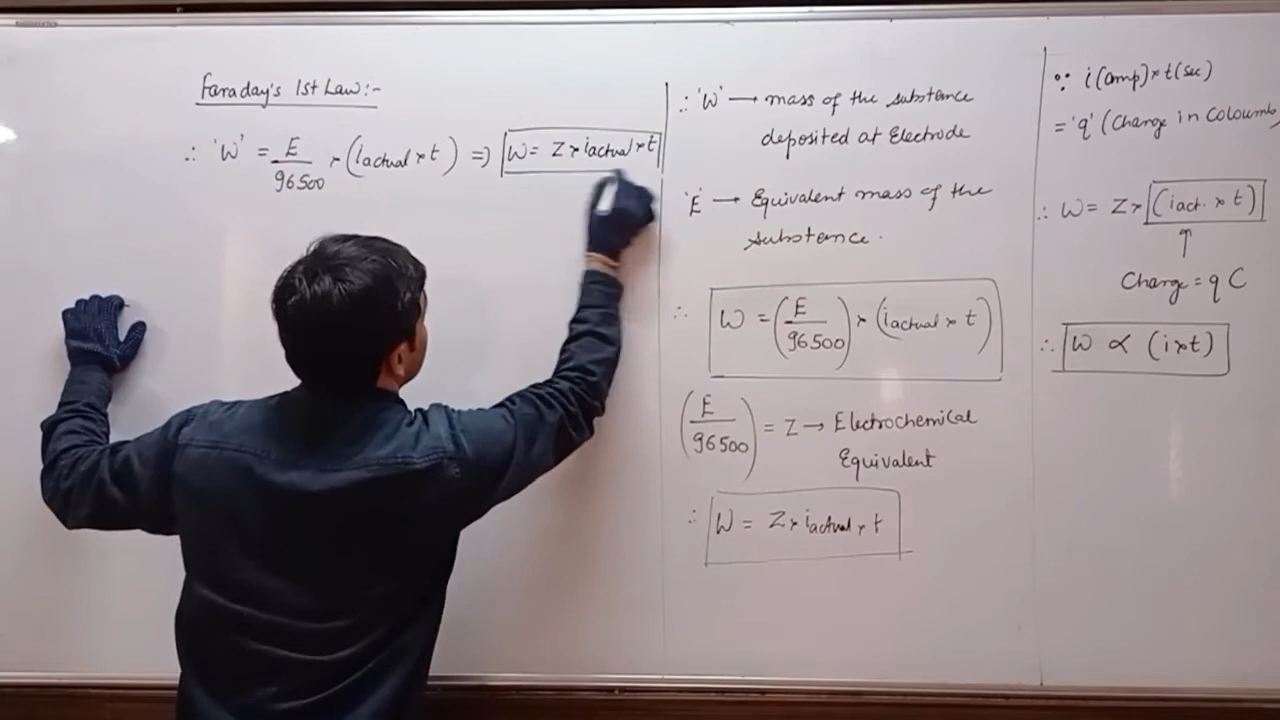 Faraday's 1st Law:-
∴ 'W' = E/96500 × (iactual × t) ⇒ W = Z × iactual × t
∴ 'W' → mass of the substance
deposited at Electrode
'E' → Equivalent mass of the
substance.
∴ W = (E/96500) × (iactual × t)
(E/96500) = Z → Electrochemical
Equivalent
∴ W = Z × iactual × t
∵ i(amp) × t(sec)
= 'q' (Charge in Coloumb)
∴ W = Z × (iact. × t)
↑
Charge = q C
∴ W ∝ (i × t)